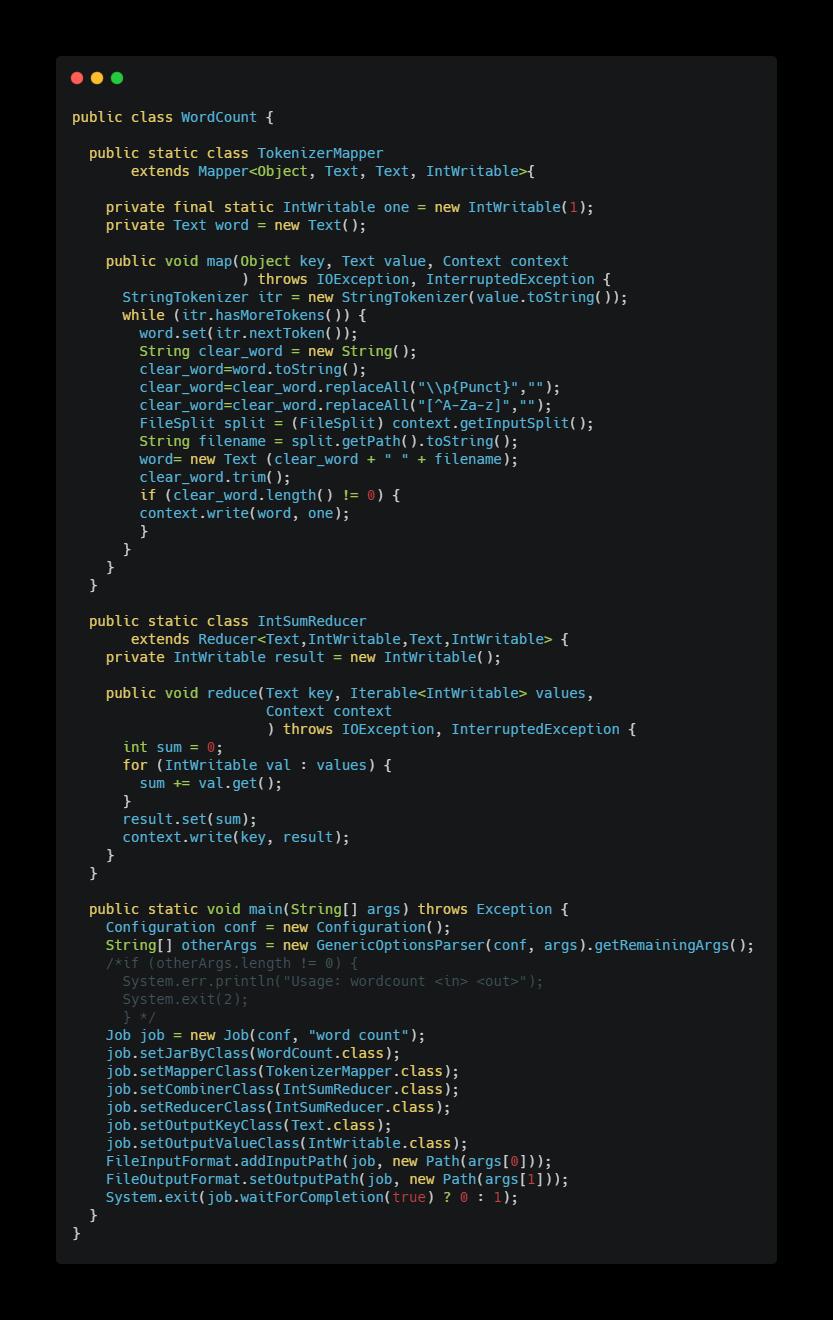 public class WordCount {
  public static class TokenizerMapper
       extends Mapper<Object, Text, Text, IntWritable>{
    private final static IntWritable one = new IntWritable(1);
    private Text word = new Text();
    public void map(Object key, Text value, Context context
                    ) throws IOException, InterruptedException {
      StringTokenizer itr = new StringTokenizer(value.toString());
      while (itr.hasMoreTokens()) {
        word.set(itr.nextToken());
        String clear_word = new String();
        clear_word=word.toString();
        clear_word=clear_word.replaceAll("\\p{Punct}","");
        clear_word=clear_word.replaceAll("[^A-Za-z]","");
        FileSplit split = (FileSplit) context.getInputSplit();
        String filename = split.getPath().toString();
        word= new Text (clear_word + " " + filename);
        clear_word.trim();
        if (clear_word.length() != 0) {
        context.write(word, one);
        }
      }
    }
  }
  public static class IntSumReducer
       extends Reducer<Text,IntWritable,Text,IntWritable> {
    private IntWritable result = new IntWritable();
    public void reduce(Text key, Iterable<IntWritable> values,
                       Context context
                       ) throws IOException, InterruptedException {
      int sum = 0;
      for (IntWritable val : values) {
        sum += val.get();
      }
      result.set(sum);
      context.write(key, result);
    }
  }
  public static void main(String[] args) throws Exception {
    Configuration conf = new Configuration();
    String[] otherArgs = new GenericOptionsParser(conf, args).getRemainingArgs();
    /*if (otherArgs.length != 0) {
      System.err.println("Usage: wordcount <in> <out>");
      System.exit(2);
      } */
    Job job = new Job(conf, "word count");
    job.setJarByClass(WordCount.class);
    job.setMapperClass(TokenizerMapper.class);
    job.setCombinerClass(IntSumReducer.class);
    job.setReducerClass(IntSumReducer.class);
    job.setOutputKeyClass(Text.class);
    job.setOutputValueClass(IntWritable.class);
    FileInputFormat.addInputPath(job, new Path(args[0]));
    FileOutputFormat.setOutputPath(job, new Path(args[1]));
    System.exit(job.waitForCompletion(true) ? 0 : 1);
  }
}